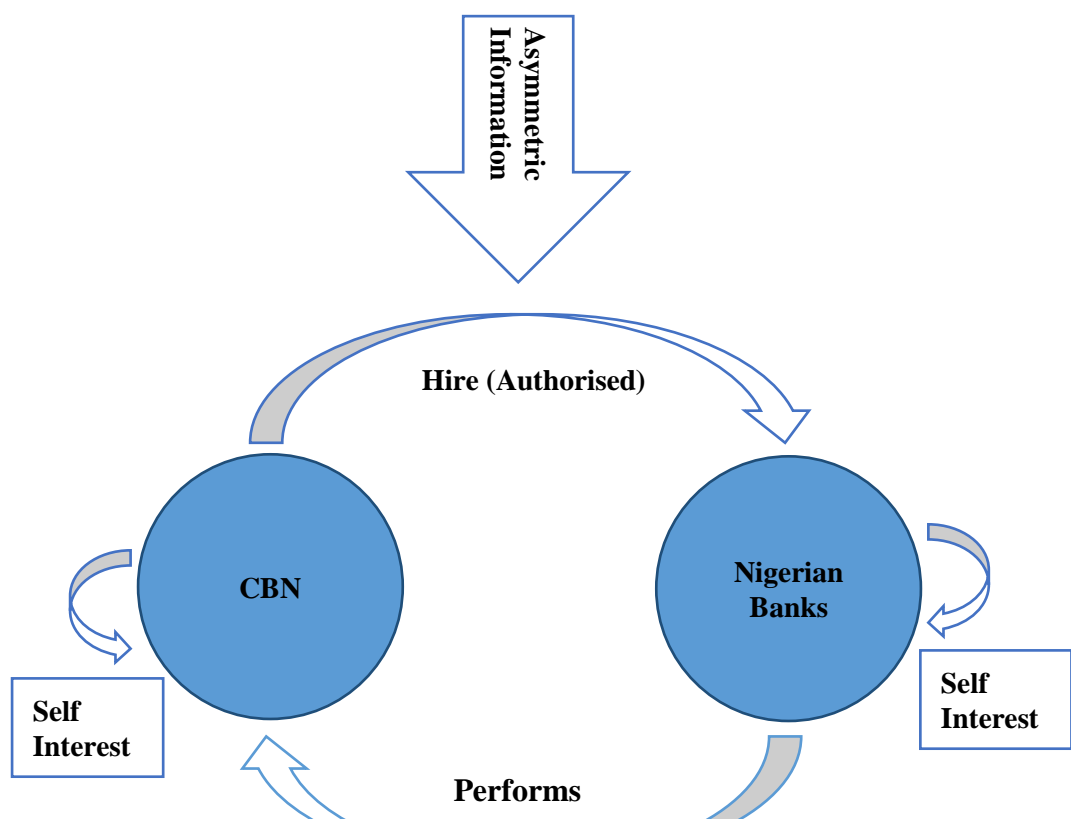 Asymmetric
Information
Hire (Authorised)
CBN
Nigerian
Banks
Self
Interest
Self
Interest
Performs